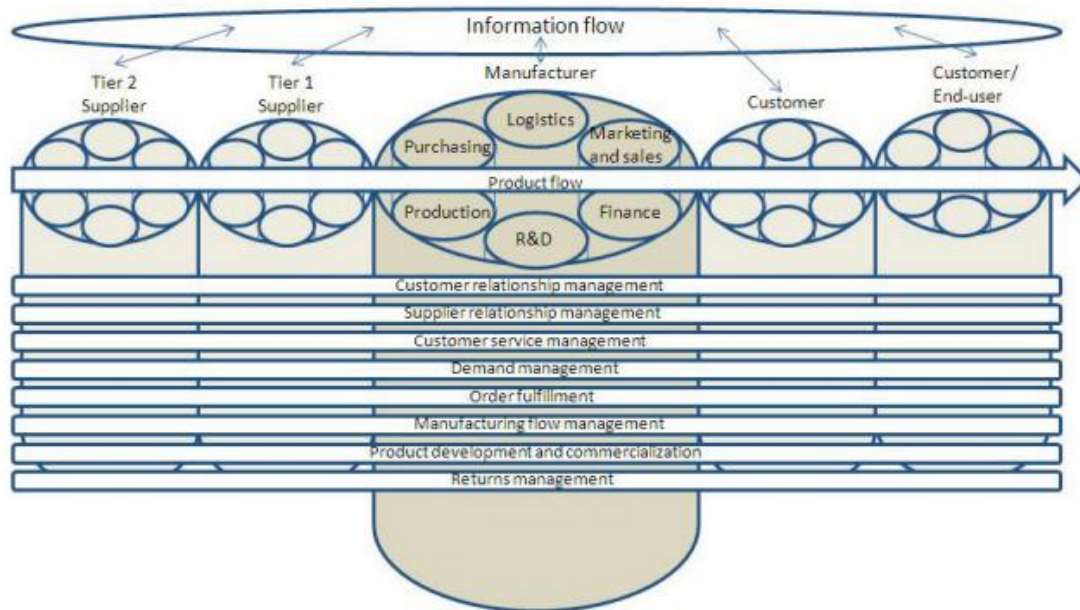 Information flow
Tier 2
Supplier
Tier 1
Supplier
Manufacturer
Customer
Customer/
End-user
Logistics
Purchasing
Marketing
and sales
Product flow
Production
Finance
R&D
Customer relationship management
Supplier relationship management
Customer service management
Demand management
Order fulfillment
Manufacturing flow management
Product development and commercialization
Returns management